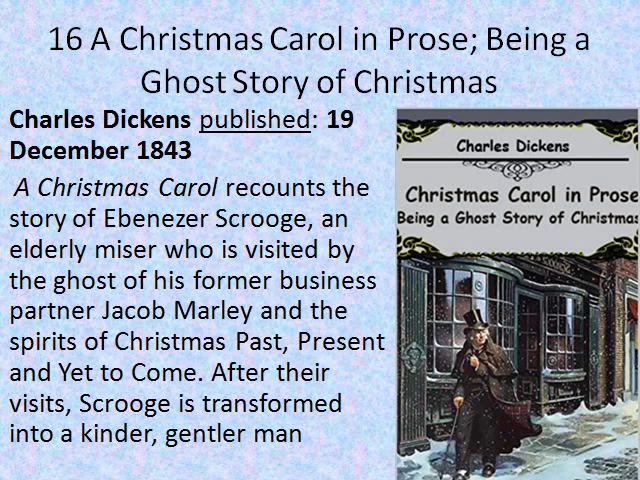 16 A Christmas Carol in Prose; Being a
Ghost Story of Christmas
Charles Dickens published: 19
December 1843
A Christmas Carol recounts the
story of Ebenezer Scrooge, an
elderly miser who is visited by
the ghost of his former business
partner Jacob Marley and the
spirits of Christmas Past, Present
and Yet to Come. After their
visits, Scrooge is transformed
into a kinder, gentler man
Charles Dickens
Christmas Carol in Prose
Being a Ghost Story of Christmas